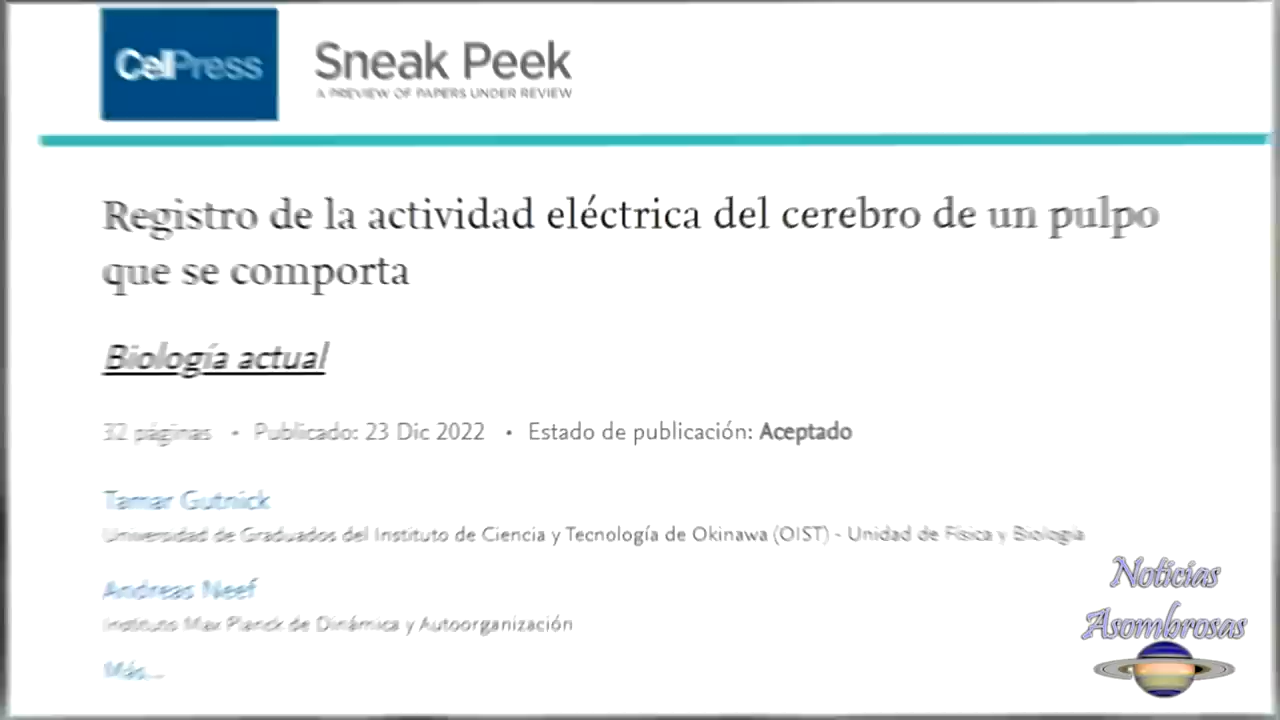 CellPress
Sneak Peek
A PREVIEW OF PAPERS UNDER REVIEW
Registro de la actividad eléctrica del cerebro de un pulpo
que se comporta
Biología actual
32 páginas • Publicado: 23 Dic 2022 • Estado de publicación: Aceptado
Tamar Gutnick
Universidad de Graduados del Instituto de Ciencia y Tecnología de Okinawa (OIST) - Unidad de Física y Biología
Andreas Neef
Instituto Max Planck de Dinámica y Autoorganización
Más...
Noticias
Asombrosas